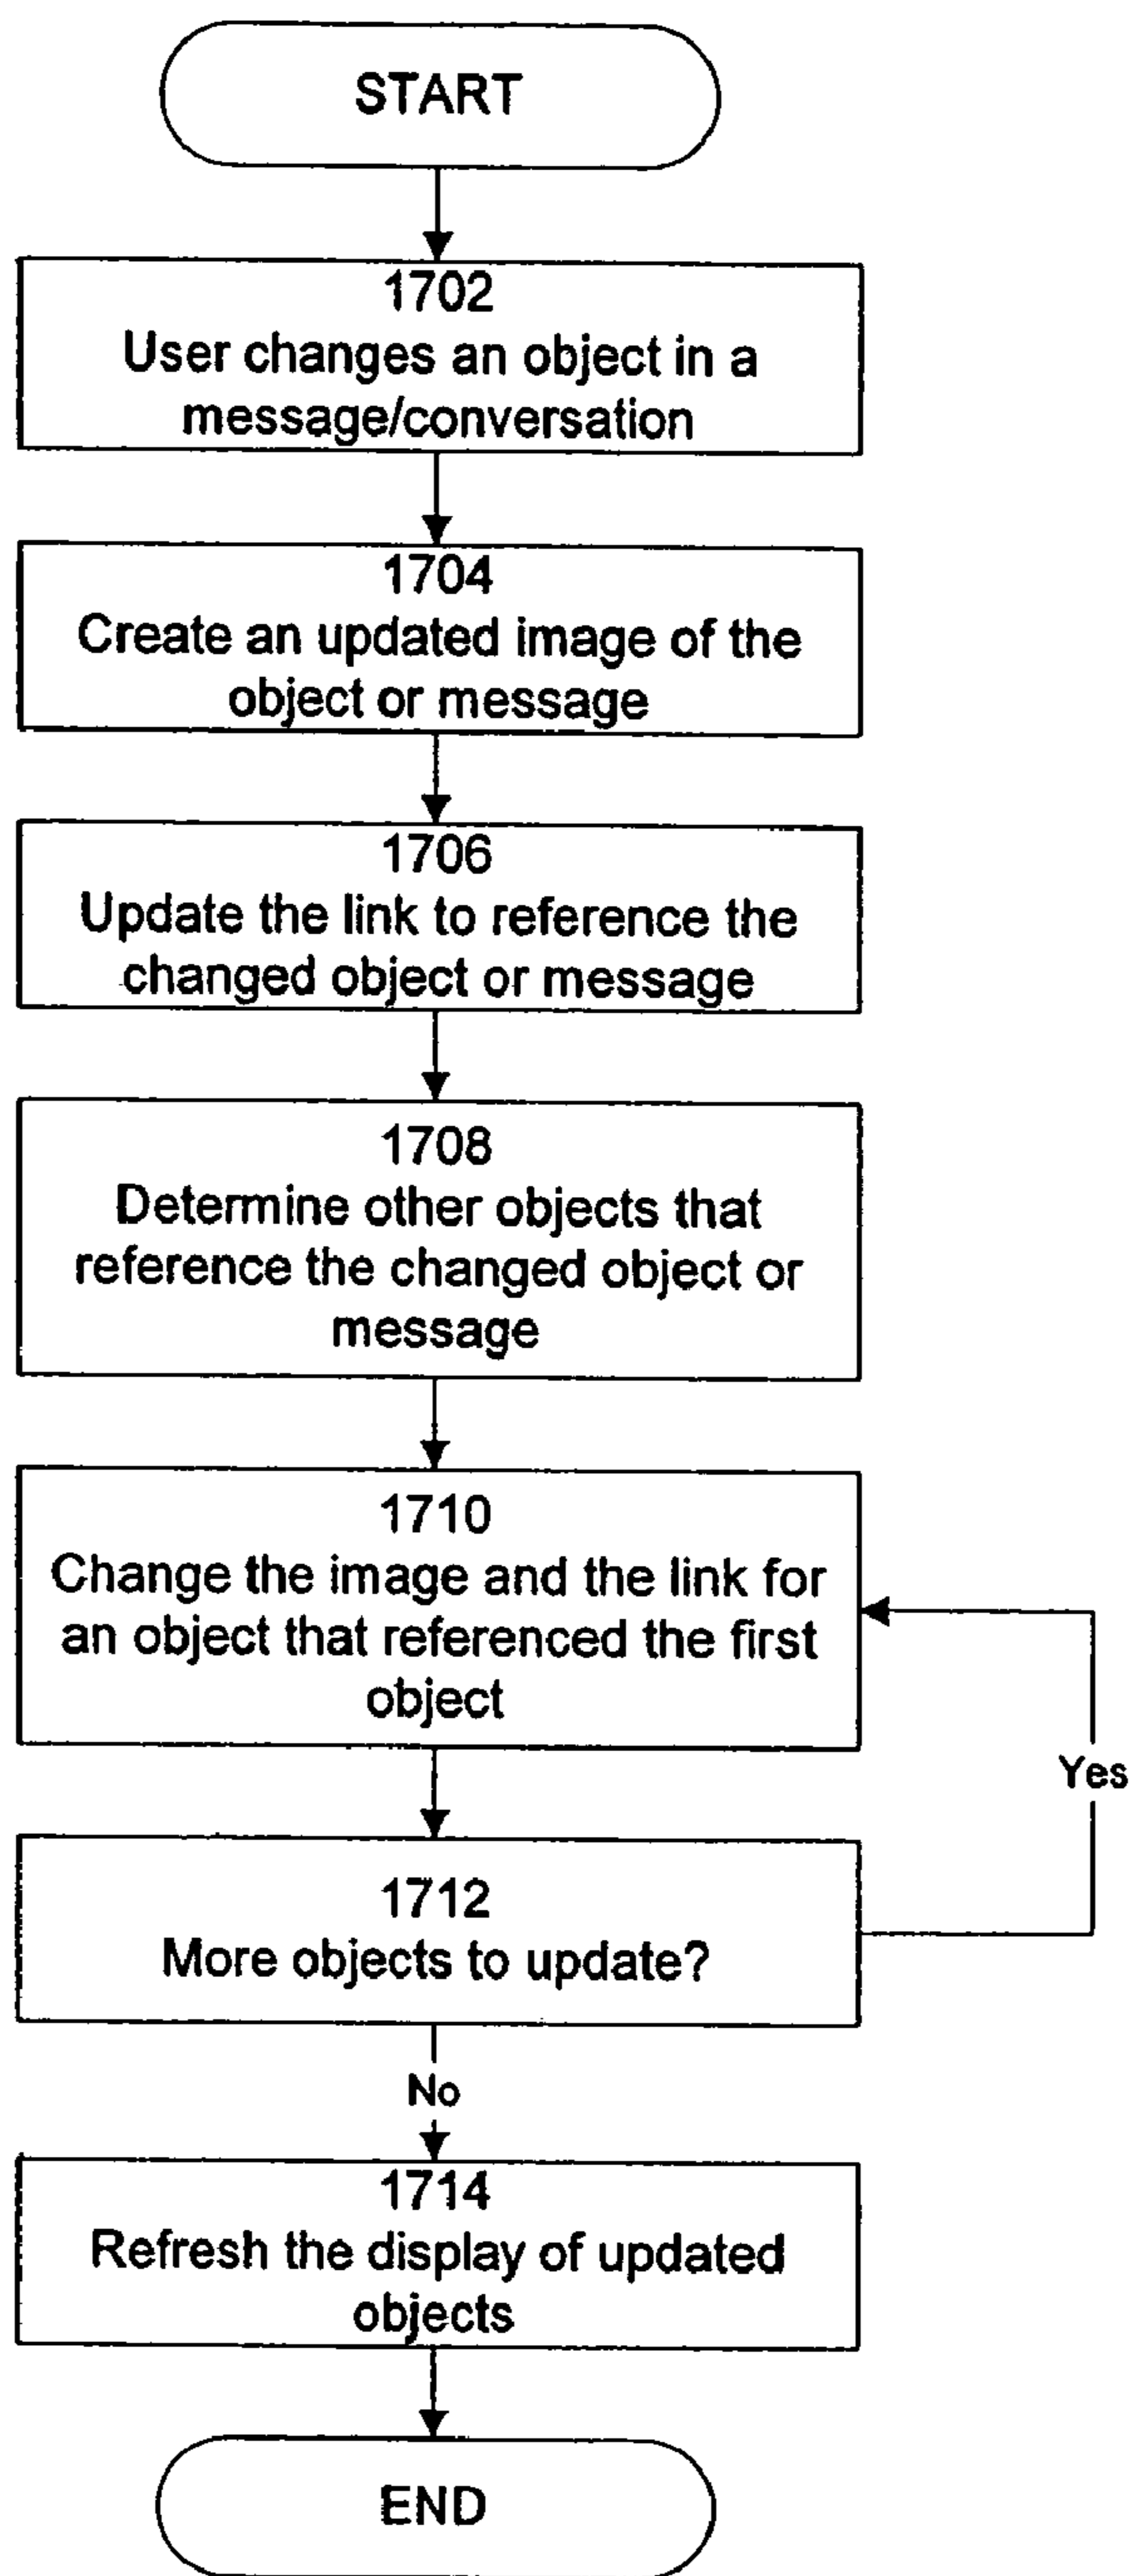 START
1702
User changes an object in a
message/conversation
1704
Create an updated image of the
object or message
1706
Update the link to reference the
changed object or message
1708
Determine other objects that
reference the changed object or
message
1710
Change the image and the link for
an object that referenced the first
object
Yes
1712
More objects to update?
No
1714
Refresh the display of updated
objects
END